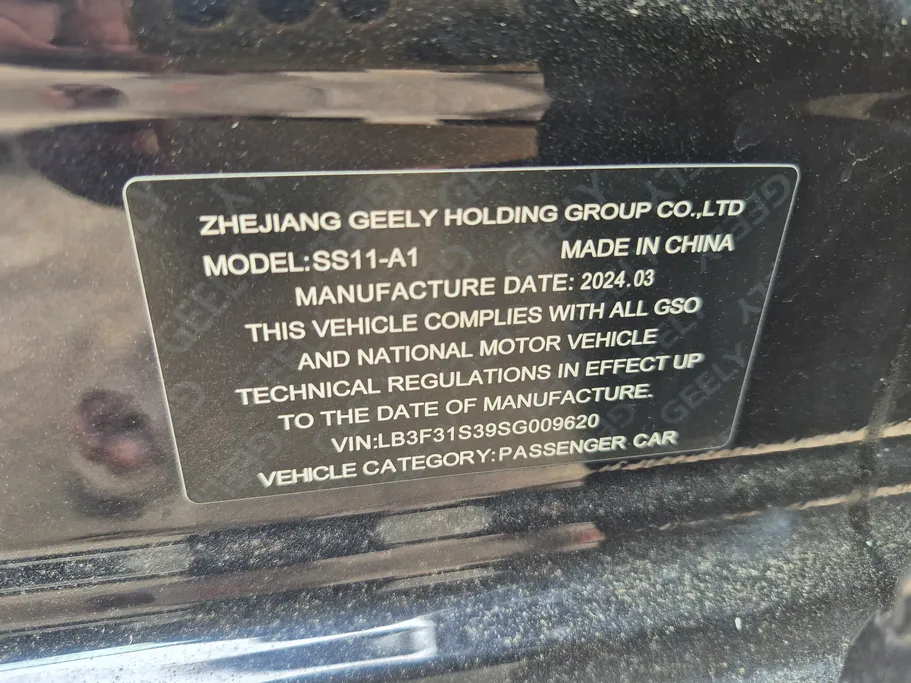 ZHEJIANG GEELY HOLDING GROUP CO.,LTD
MODEL:SS11-A1 MADE IN CHINA
MANUFACTURE DATE: 2024.03
THIS VEHICLE COMPLIES WITH ALL GSO
AND NATIONAL MOTOR VEHICLE
TECHNICAL REGULATIONS IN EFFECT UP
TO THE DATE OF MANUFACTURE.
VIN:LB3F31S39SG009620
VEHICLE CATEGORY:PASSENGER CAR